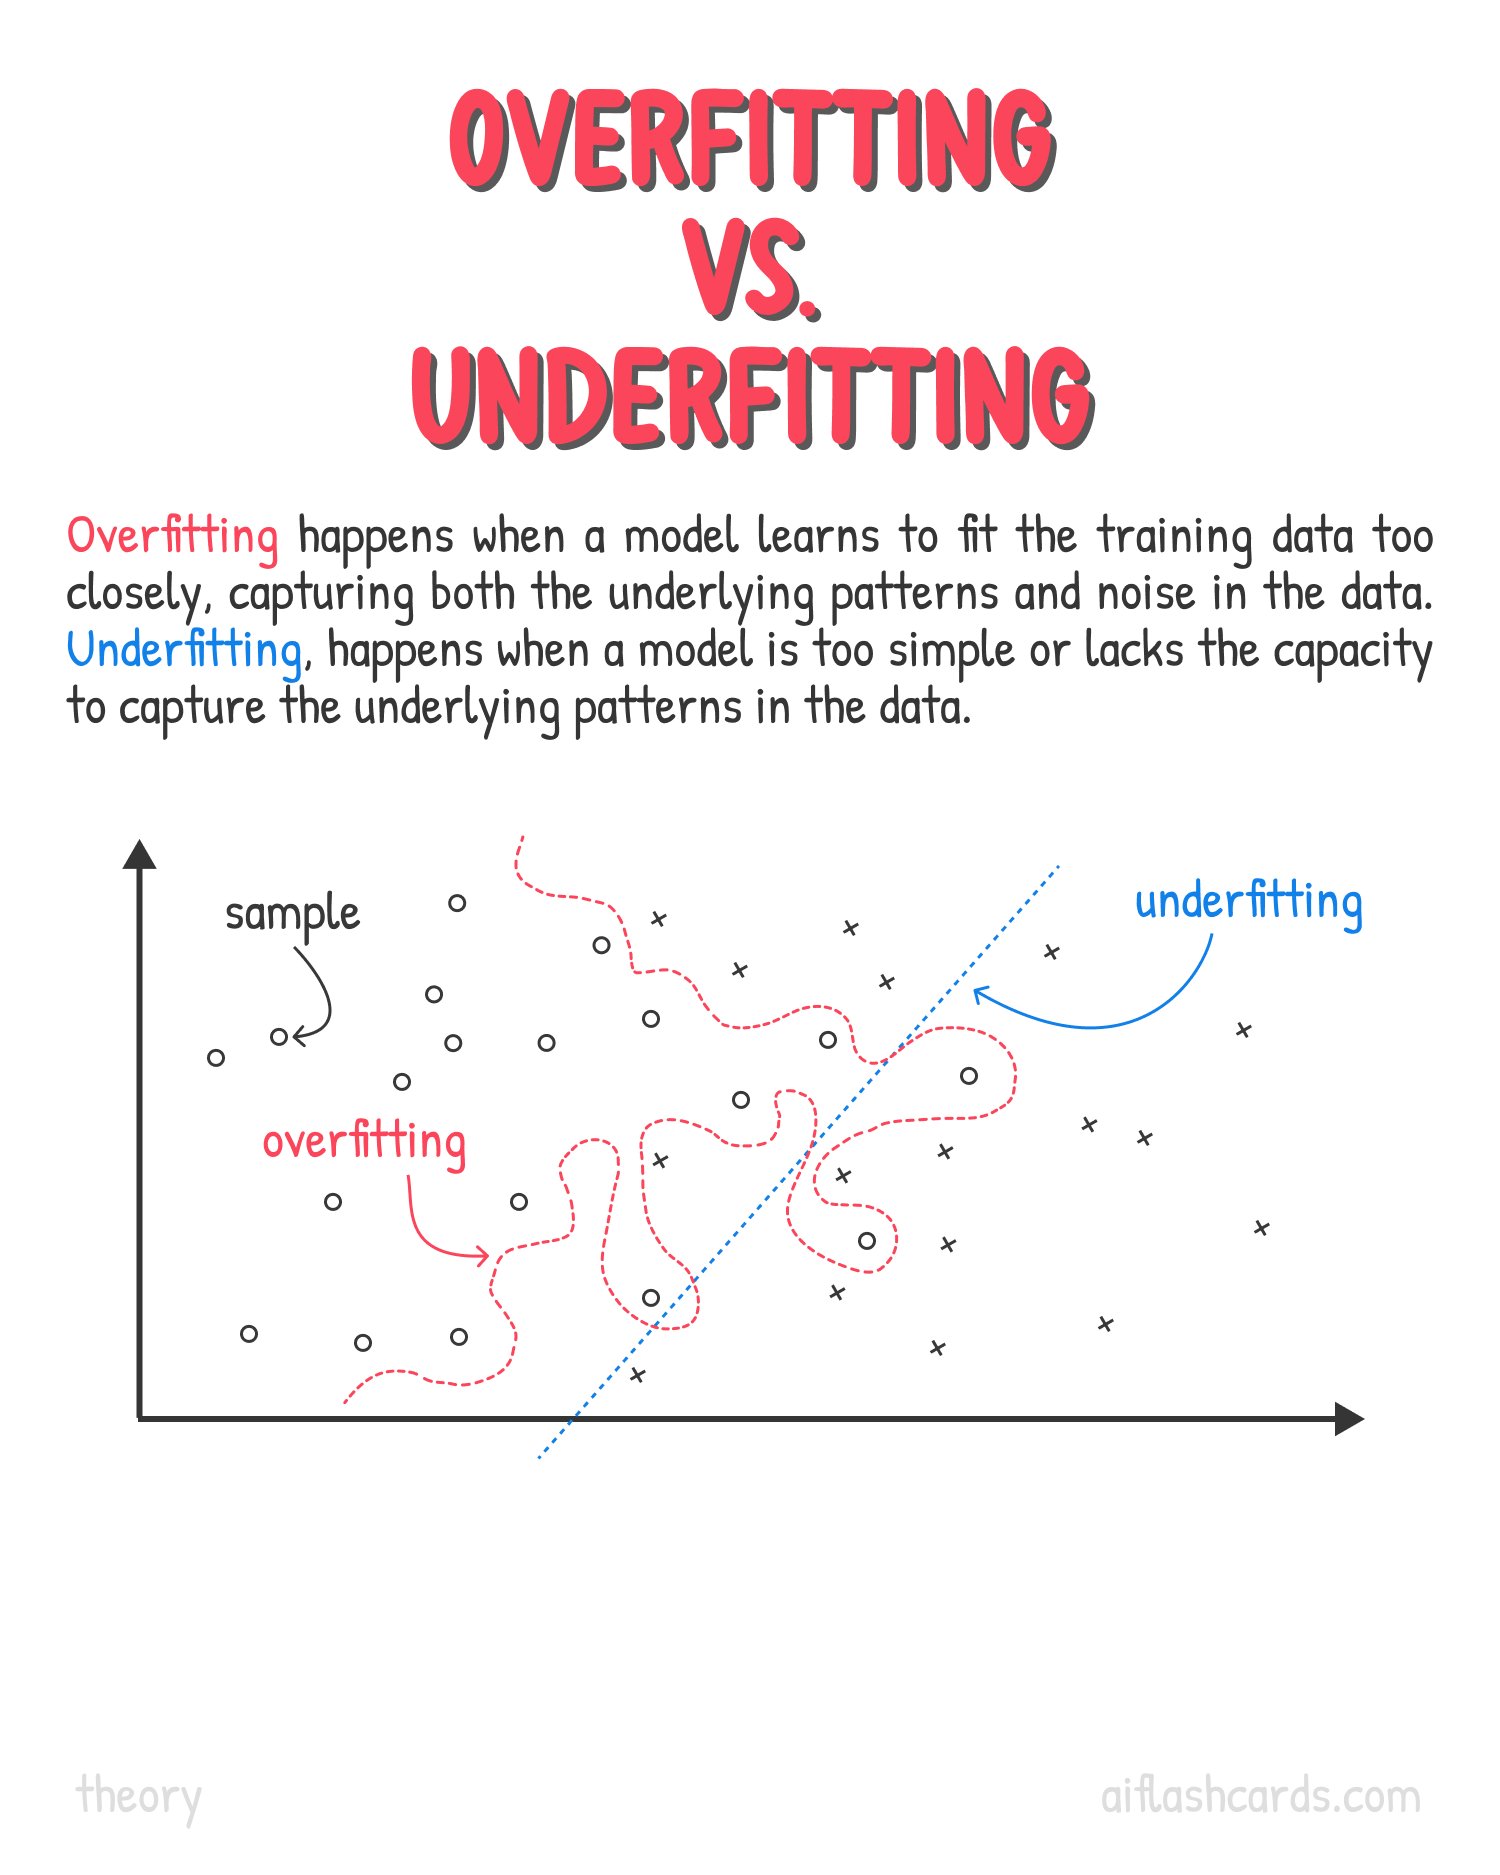 OVERFITTING
VS.
UNDERFITTING
Overfitting happens when a model learns to fit the training data too
closely, capturing both the underlying patterns and noise in the data.
Underfitting, happens when a model is too simple or lacks the capacity
to capture the underlying patterns in the data.
sample
underfitting
overfitting
theory
aiflashcards.com